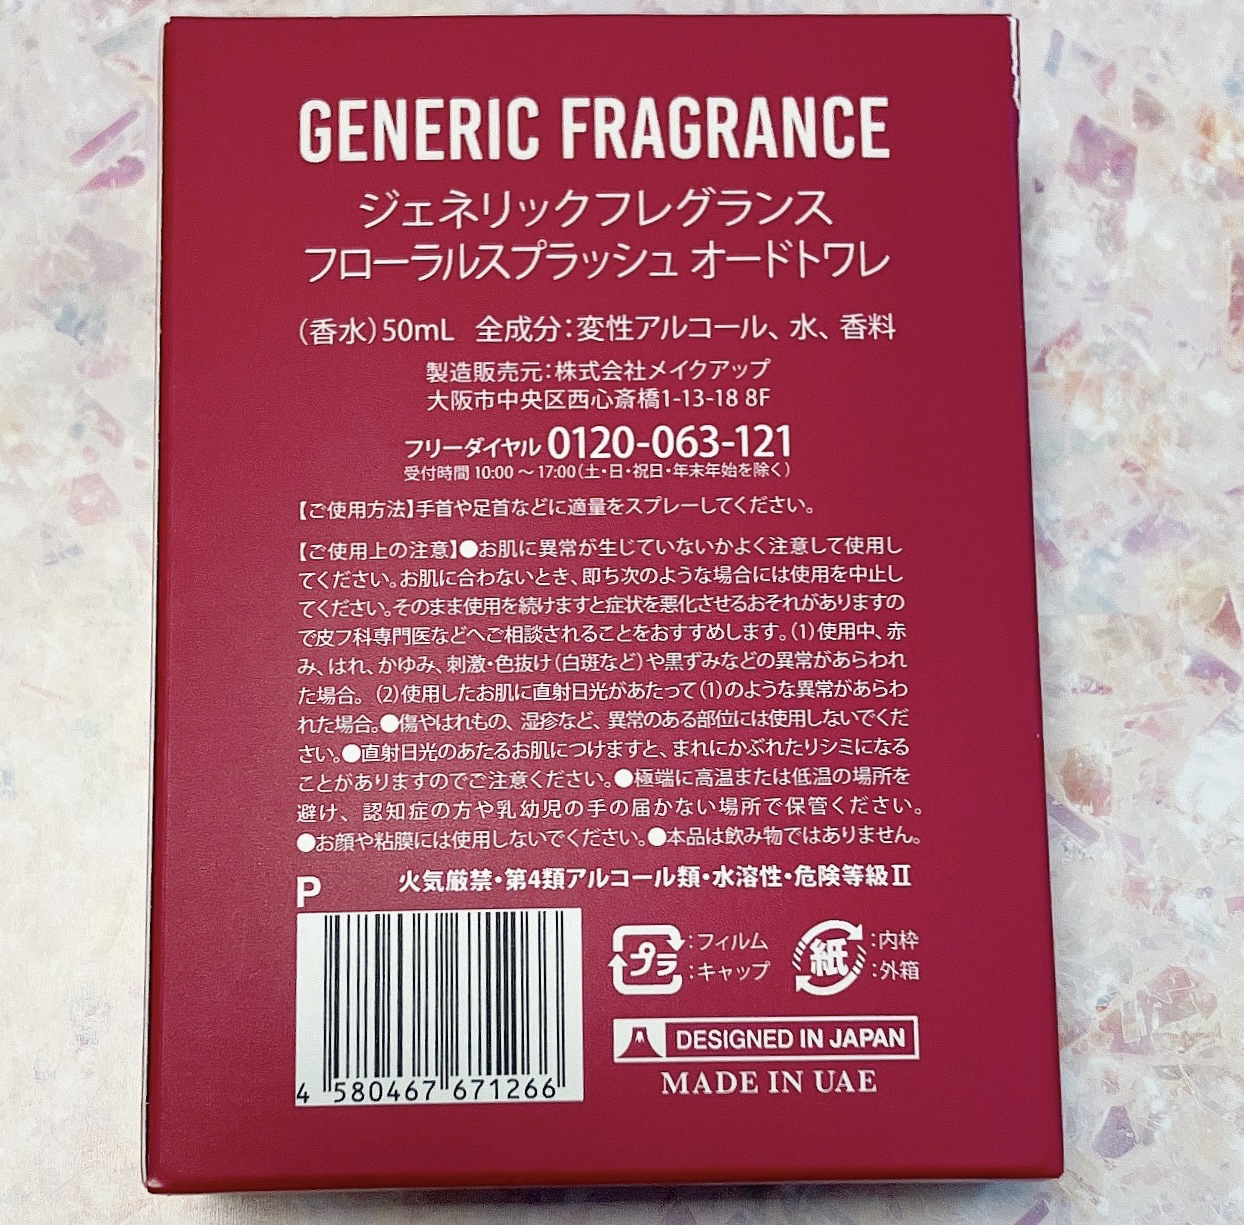 GENERIC FRAGRANCE
ジェネリックフレグランス
フローラルスプラッシュ オードトワレ
(香水)50mL 全成分:変性アルコール、水、香料
製造販売元:株式会社メイクアップ
大阪市中央区西心斎橋1-13-18 8F
フリーダイヤル 0120-063-121
受付時間 10:00 ～ 17:00(土・日・祝日・年末年始を除く)
【ご使用方法】手首や足首などに適量をスプレーしてください。
【ご使用上の注意】●お肌に異常が生じていないかよく注意して使用し
てください。お肌に合わないとき、即ち次のような場合には使用を中止し
てください。そのまま使用を続けますと症状を悪化させるおそれがありますの
で皮フ科専門医などへご相談されることをおすすめします。(1)使用中、赤
み、はれ、かゆみ、刺激・色抜け(白斑など)や黒ずみなどの異常があらわれ
た場合。(2)使用したお肌に直射日光があたって(1)のような異常があらわ
れた場合。●傷やはれもの、湿疹など、異常のある部位には使用しないでくだ
さい。●直射日光のあたるお肌につけますと、まれにかぶれたりシミになる
ことがありますのでご注意ください。●極端に高温または低温の場所を
避け、認知症の方や乳幼児の手の届かない場所で保管ください。
●お顔や粘膜には使用しないでください。●本品は飲み物ではありません。
P 火気厳禁・第4類アルコール類・水溶性・危険等級Ⅱ
プラ :フィルム
:キャップ
紙 :内枠
:外箱
DESIGNED IN JAPAN
MADE IN UAE
4 580467 671266